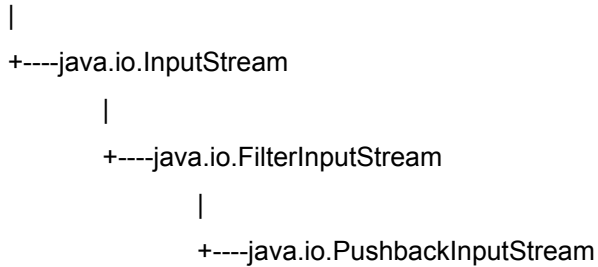 |
+----java.io.InputStream
|
+----java.io.FilterInputStream
|
+----java.io.PushbackInputStream